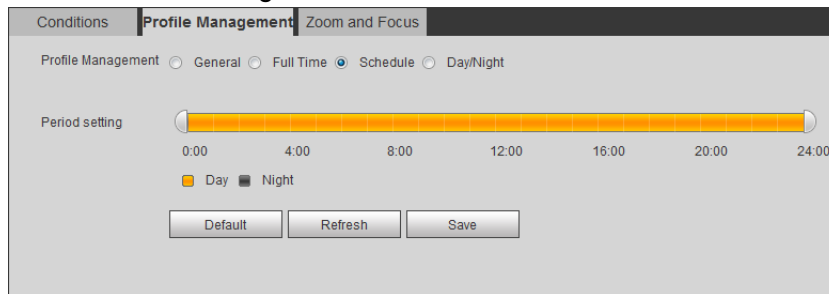 Conditions Profile Management Zoom and Focus
Profile Management General Full Time Schedule Day/Night
Period setting
0:00 4:00 8:00 12:00 16:00 20:00 24:00
Day Night
Default Refresh Save